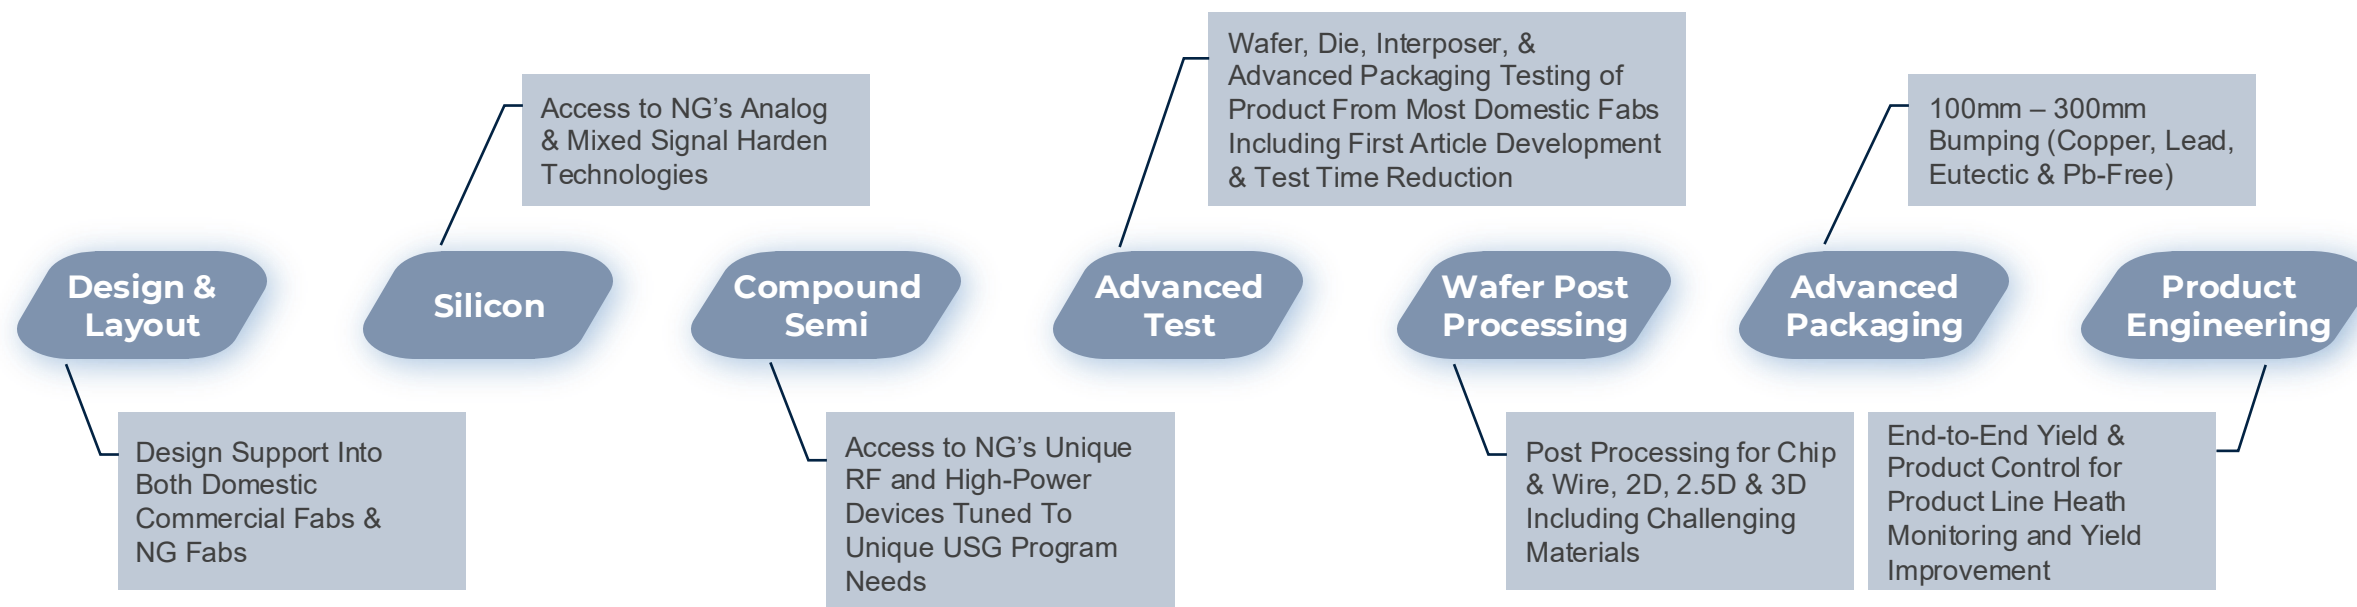 Wafer, Die, Interposer, &
Advanced Packaging Testing of
Product From Most Domestic Fabs
Including First Article Development
& Test Time Reduction
Access to NG's Analog
& Mixed Signal Harden
Technologies
100mm – 300mm
Bumping (Copper, Lead,
Eutectic & Pb-Free)
Design &
Layout
Silicon
Compound
Semi
Advanced
Test
Wafer Post
Processing
Advanced
Packaging
Product
Engineering
Design Support Into
Both Domestic
Commercial Fabs &
NG Fabs
Access to NG's Unique
RF and High-Power
Devices Tuned To
Unique USG Program
Needs
Post Processing for Chip
& Wire, 2D, 2.5D & 3D
Including Challenging
Materials
End-to-End Yield &
Product Control for
Product Line Heath
Monitoring and Yield
Improvement